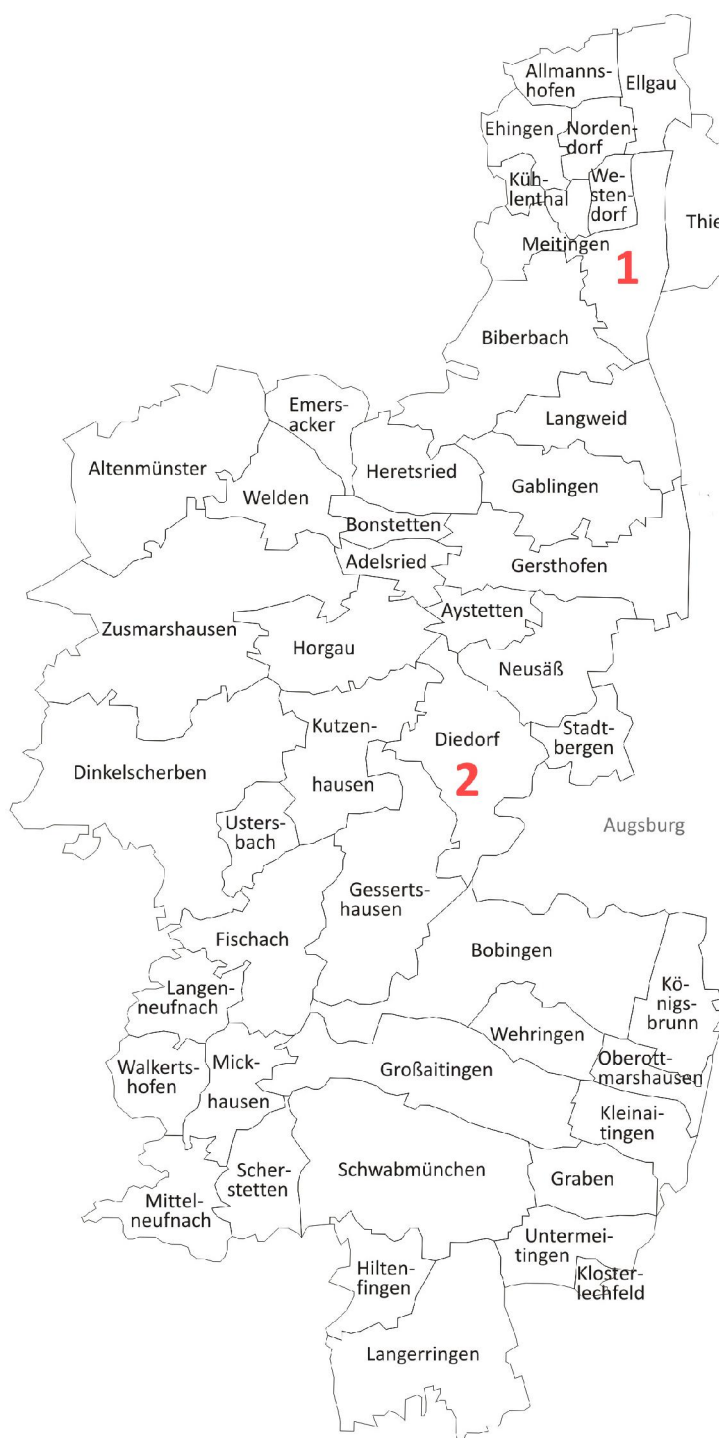 Allmanns-
hofen
Ellgau
Ehingen
Norden-
dorf
Küh-
lenthal
We-
sten-
dorf
Thie
Meitingen
1
Biberbach
Emers-
acker
Langweid
Altenmünster
Heretsried
Welden
Gablingen
Bonstetten
Adelsried
Gersthofen
Aystetten
Zusmarshausen
Horgau
Neusäß
Kutzen-
hausen
Diedorf
2
Stadt-
bergen
Dinkelscherben
Usters-
bach
Augsburg
Gesserts-
hausen
Fischach
Bobingen
Langen-
neufnach
Kö-
nigs-
brunn
Wehringen
Walkerts-
hofen
Mick-
hausen
Großaitingen
Oberott-
marshausen
Kleinai-
tingen
Scher-
stetten
Schwabmünchen
Graben
Mittel-
neufnach
Untermei-
tingen
Hilten-
fingen
Kloster-
lechfeld
Langerringen